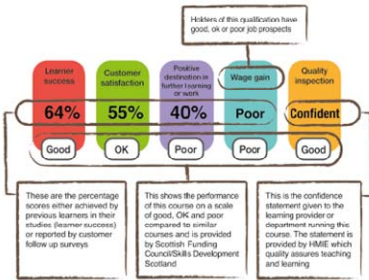 Holders of this qualification have
good, ok or poor job prospects
Learner
success
Customer
satisfaction
Positive
destination in
further learning
or work
Wage gain
Quality
inspection
64%
55%
40%
Poor
Confident
Good
OK
Poor
Poor
Good
These are the percentage
scores either achieved by
previous learners in their
studies (learner success)
or reported by customer
follow up surveys
This shows the performance
of this course on a scale
of good, OK and poor
compared to similar
courses and is provided
by Scottish Funding
Council/Skills Development
Scotland
This is the confidence
statement given to the
learning provider or
department running this
course. The statement is
provided by HMIE which
quality assures teaching
and learning